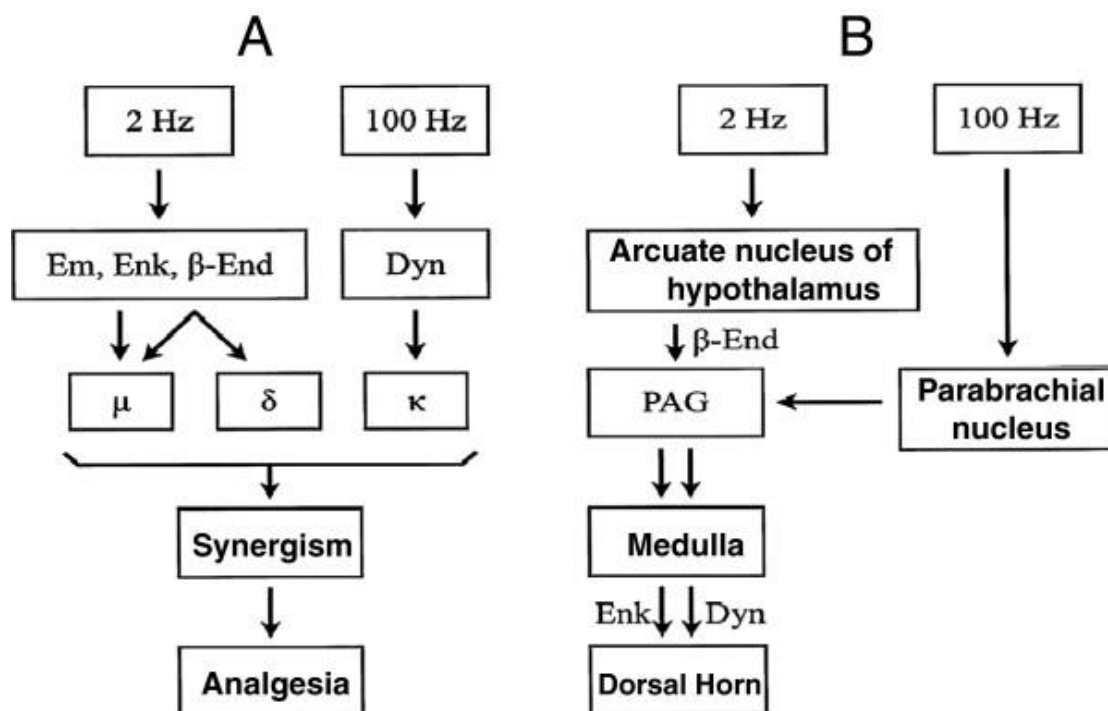 A
2 Hz
100 Hz
Em, Enk, β-End
Dyn
μ
δ
κ
Synergism
Analgesia
B
2 Hz
100 Hz
Arcuate nucleus of
hypothalamus
β-End
PAG
Parabrachial
nucleus
Medulla
Enk
Dyn
Dorsal Horn